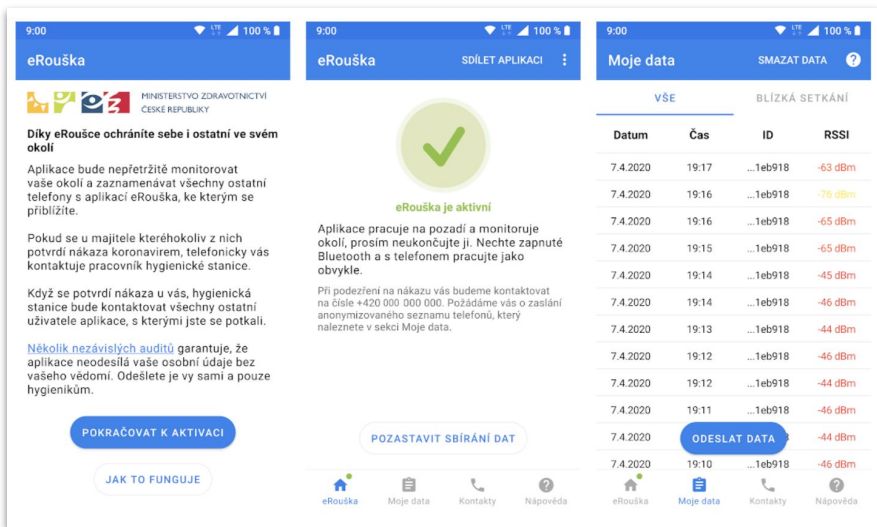 9:00 LTE 100 %
eRouška
MINISTERSTVO ZDRAVOTNICTVÍ
ČESKÉ REPUBLIKY
Díky eRoušce ochráníte sebe i ostatní ve svém
okolí
Aplikace bude nepřetržitě monitorovat
vaše okolí a zaznamenávat všechny ostatní
telefony s aplikací eRouška, ke kterým se
přiblížíte.
Pokud se u majitele kteréhokoliv z nich
potvrdí nákaza koronavirem, telefonicky vás
kontaktuje pracovník hygienické stanice.
Když se potvrdí nákaza u vás, hygienická
stanice bude kontaktovat všechny ostatní
uživatele aplikace, s kterými jste se potkali.
Několik nezávislých auditů garantuje, že
aplikace neodesílá vaše osobní údaje bez
vašeho vědomí. Odešlete je vy sami a pouze
hygienikům.
POKRAČOVAT K AKTIVACI
JAK TO FUNGUJE
9:00 LTE 100 %
eRouška SDÍLET APLIKACI
eRouška je aktivní
Aplikace pracuje na pozadí a monitoruje
okolí, prosím neukončujte ji. Nechte zapnuté
Bluetooth a s telefonem pracujte jako
obvykle.
Při podezření na nákazu vás budeme kontaktovat
na čísle +420 000 000 000. Požádáme vás o zaslání
anonymizovaného seznamu telefonů, který
naleznete v sekci Moje data.
POZASTAVIT SBÍRÁNÍ DAT
eRouška Moje data Kontakty Nápověda
9:00 LTE 100 %
Moje data SMAZAT DATA ?
VŠE BLÍZKÁ SETKÁNÍ
Datum Čas ID RSSI
7.4.2020 19:17 ...1eb918 -63 dBm
7.4.2020 19:16 ...1eb918 -76 dBm
7.4.2020 19:16 ...1eb918 -65 dBm
7.4.2020 19:15 ...1eb918 -65 dBm
7.4.2020 19:14 ...1eb918 -45 dBm
7.4.2020 19:14 ...1eb918 -46 dBm
7.4.2020 19:13 ...1eb918 -44 dBm
7.4.2020 19:12 ...1eb918 -46 dBm
7.4.2020 19:12 ...1eb918 -44 dBm
7.4.2020 19:11 ...1eb918 -46 dBm
7.4.2020 ODESLAT DATA -44 dBm
7.4.2020 19:10 ...1eb918 -46 dBm
eRouška Moje data Kontakty Nápověda